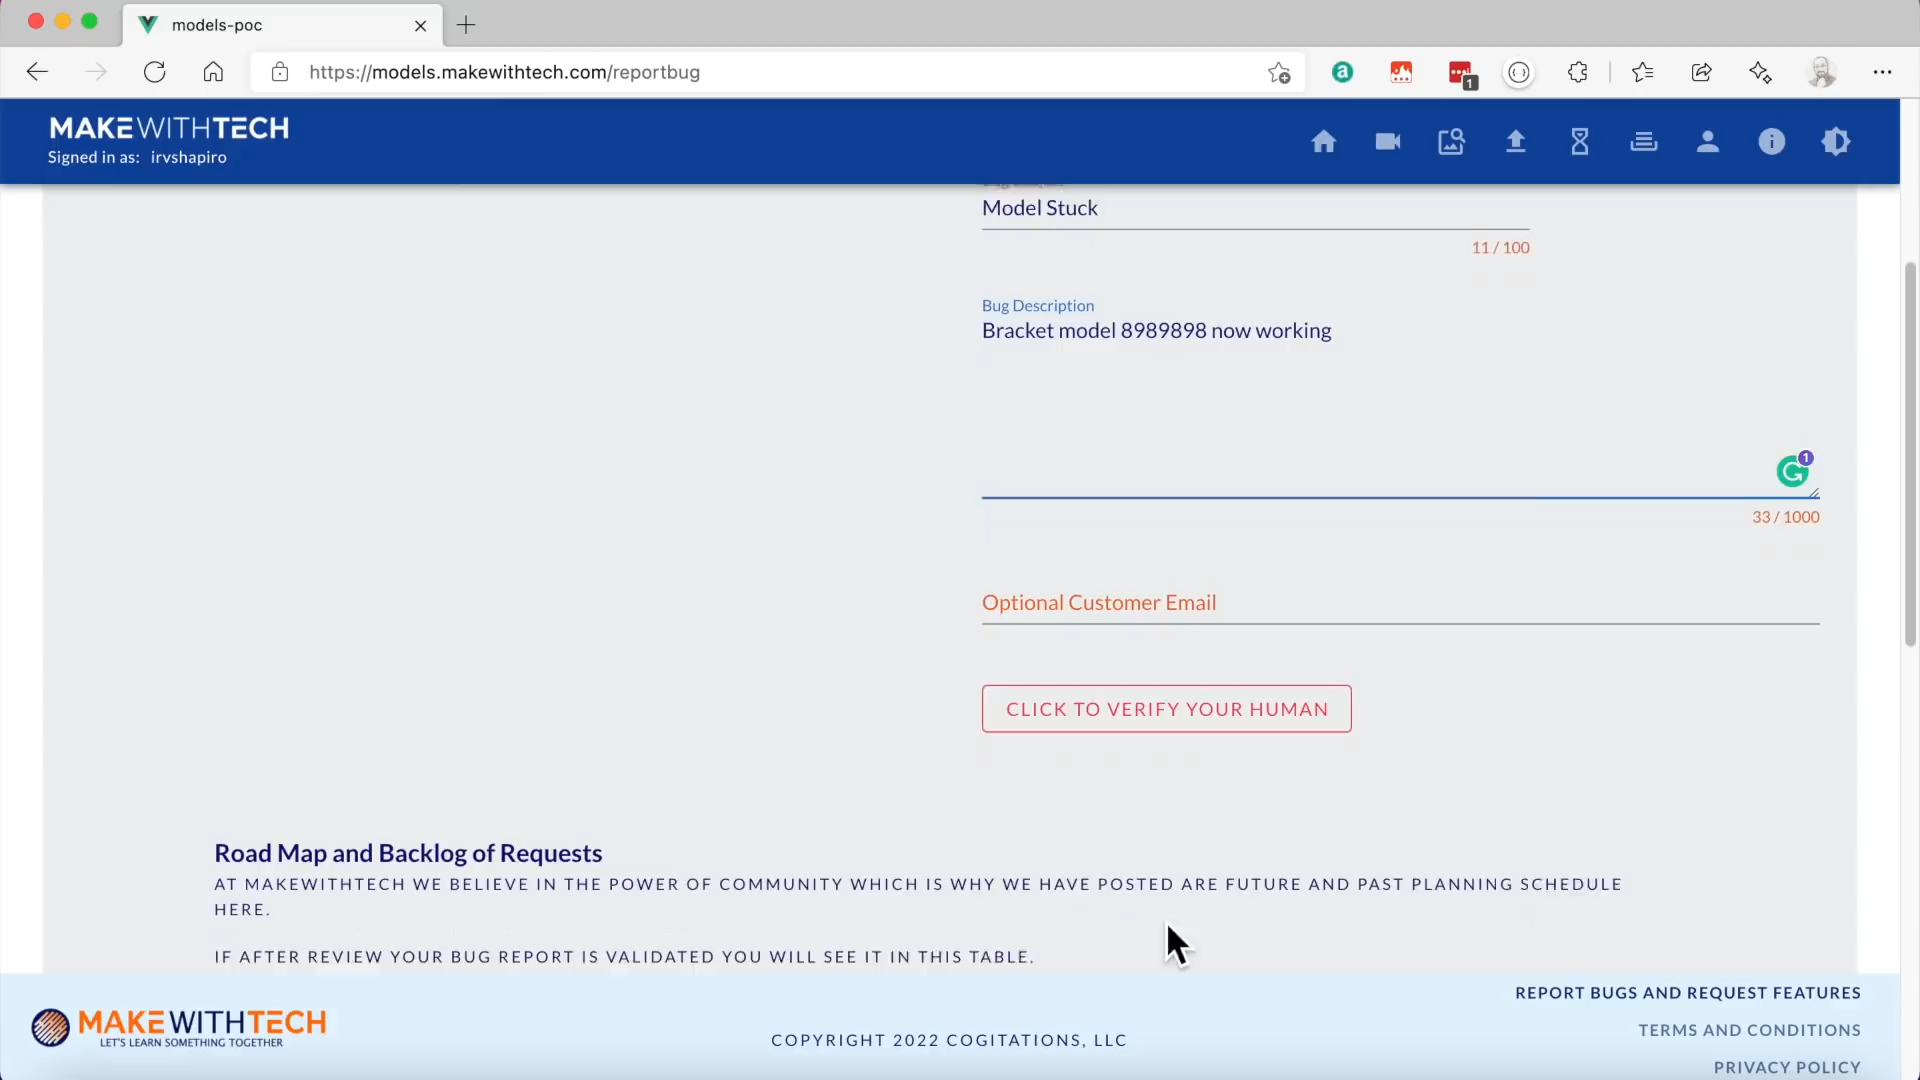 models-poc
https://models.makewithtech.com/reportbug
1
MAKEWITHTECH
Signed in as: irvshapiro
Model Stuck
11 / 100
Bug Description
Bracket model 8989898 now working
1
33 / 1000
Optional Customer Email
CLICK TO VERIFY YOUR HUMAN
Road Map and Backlog of Requests
AT MAKEWITHTECH WE BELIEVE IN THE POWER OF COMMUNITY WHICH IS WHY WE HAVE POSTED ARE FUTURE AND PAST PLANNING SCHEDULE
HERE.
IF AFTER REVIEW YOUR BUG REPORT IS VALIDATED YOU WILL SEE IT IN THIS TABLE.
MAKEWITHTECH
LET'S LEARN SOMETHING TOGETHER
COPYRIGHT 2022 COGITATIONS, LLC
REPORT BUGS AND REQUEST FEATURES
TERMS AND CONDITIONS
PRIVACY POLICY